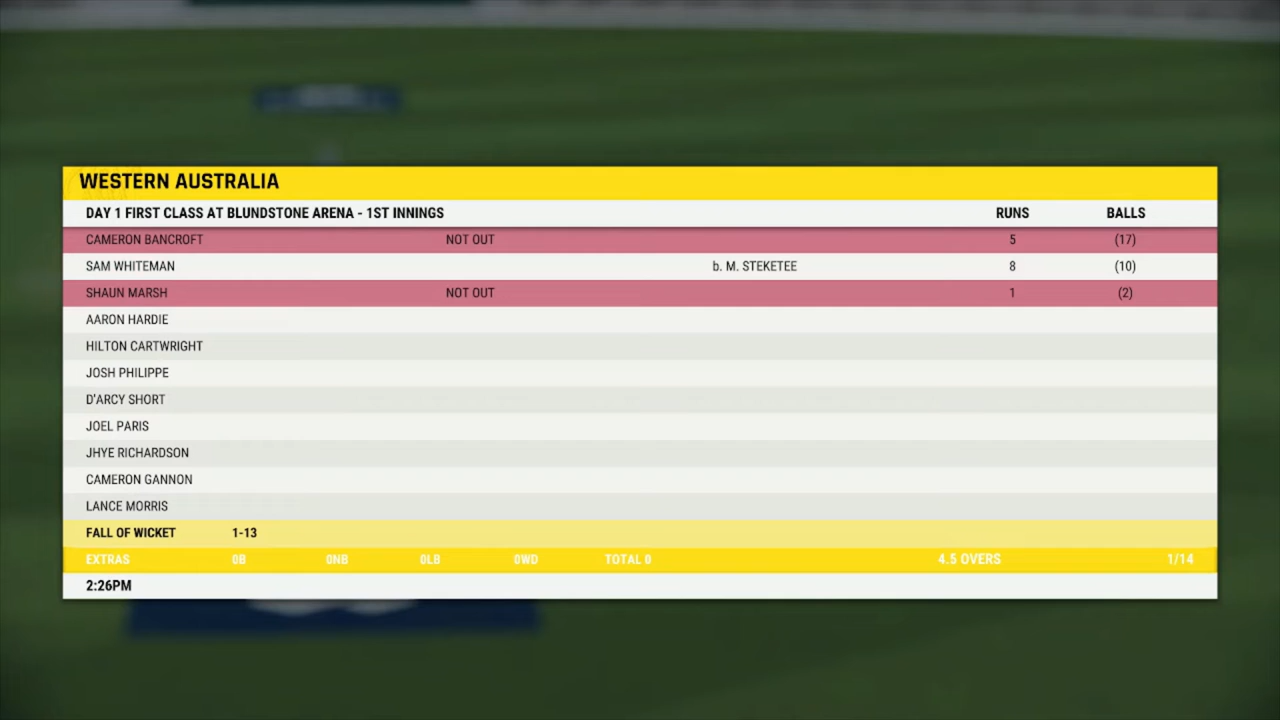 WESTERN AUSTRALIA
DAY 1 FIRST CLASS AT BLUNDSTONE ARENA - 1ST INNINGS RUNS BALLS
CAMERON BANCROFT NOT OUT 5 (17)
SAM WHITEMAN b. M. STEKETEE 8 (10)
SHAUN MARSH NOT OUT 1 (2)
AARON HARDIE
HILTON CARTWRIGHT
JOSH PHILIPPE
D'ARCY SHORT
JOEL PARIS
JHYE RICHARDSON
CAMERON GANNON
LANCE MORRIS
FALL OF WICKET 1-13
EXTRAS 0B 0NB 0LB 0WD TOTAL 0 4.5 OVERS 1/14
2:26PM